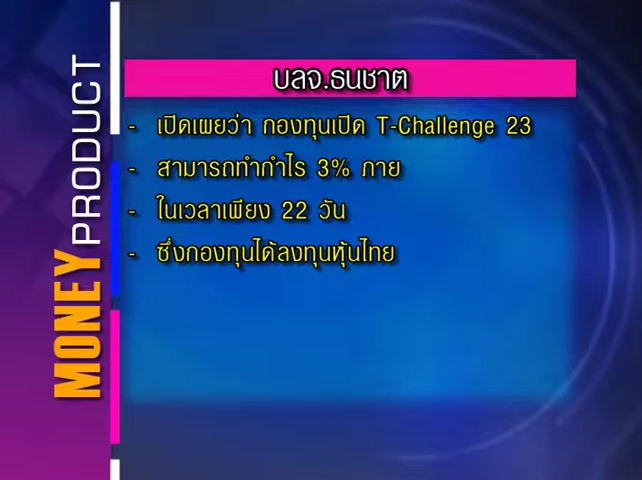 MONEY PRODUCT
บลจ.ธนชาต
- เปิดเผยว่า กองทุนเปิด T-Challenge 23
- สามารถทำกำไร 3% ภาย
- ในเวลาเพียง 22 วัน
- ซึ่งกองทุนได้ลงทุนหุ้นไทย